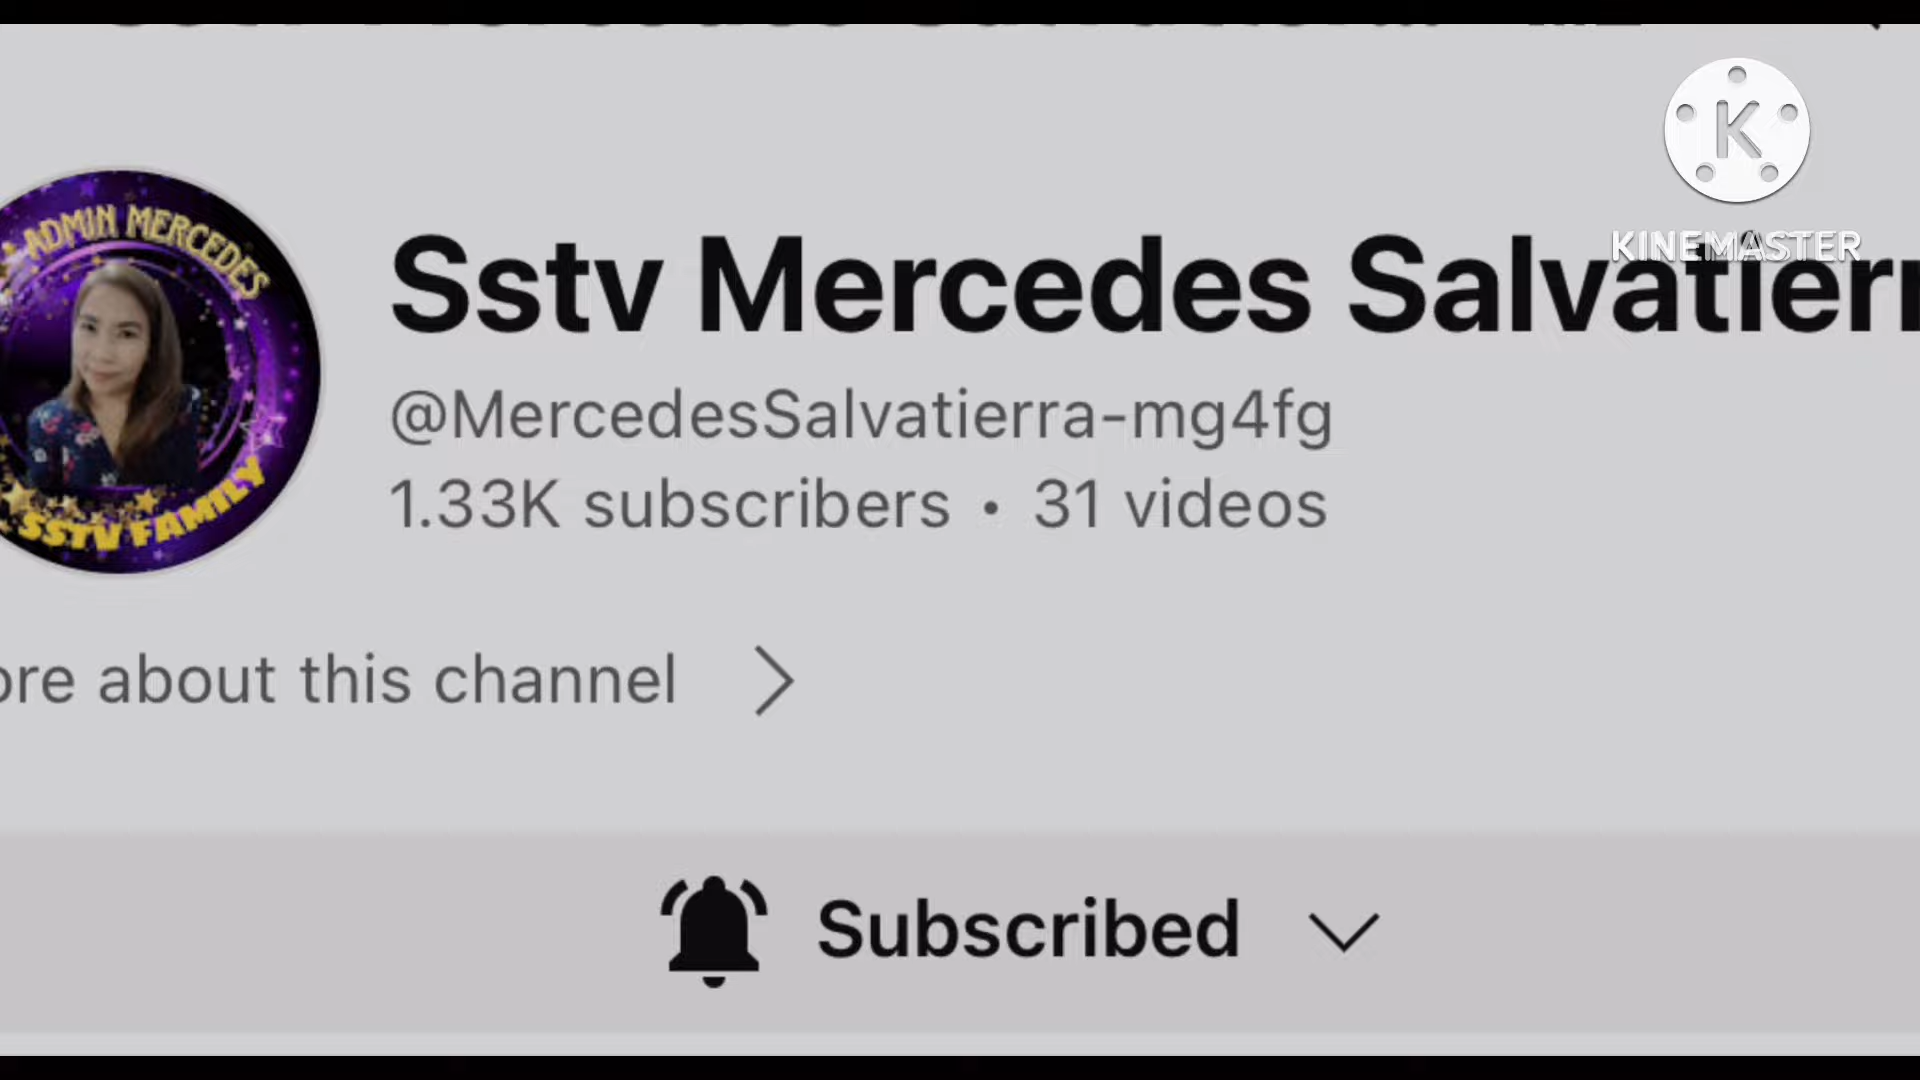 KINEMASTER
ADMIN MERCEDES
SSTV FAMILY
Sstv Mercedes Salvatierr
@MercedesSalvatierra-mg4fg
1.33K subscribers • 31 videos
ore about this channel
Subscribed